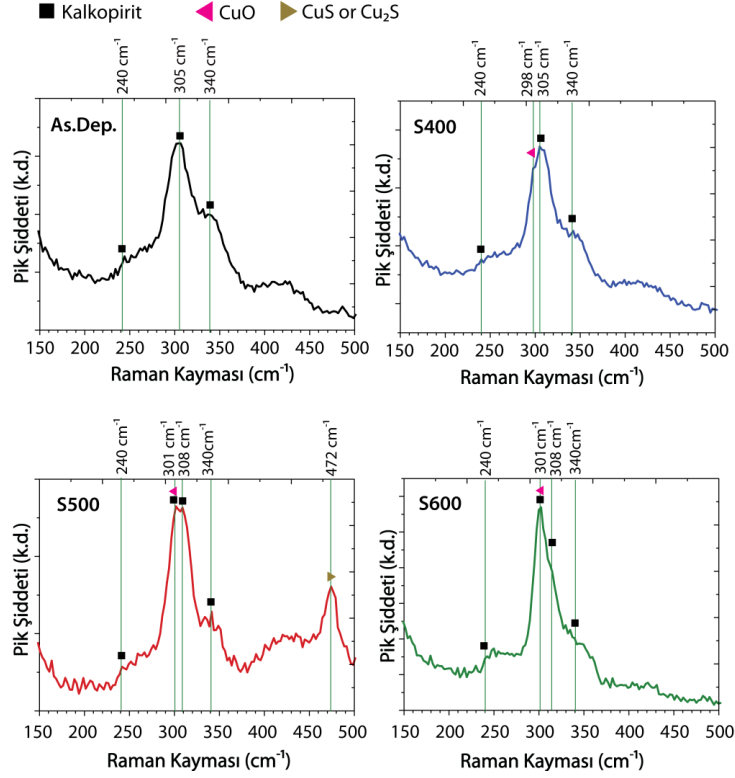 Kalkopirit CuO CuS or Cu₂S
240 cm⁻¹ 305 cm⁻¹ 340 cm⁻¹
As.Dep.
Pik Şiddeti (k.d.)
150 200 250 300 350 400 450 500
Raman Kayması (cm⁻¹)
240 cm⁻¹ 298 cm⁻¹ 305 cm⁻¹ 340 cm⁻¹
S400
Pik Şiddeti (k.d.)
150 200 250 300 350 400 450 500
Raman Kayması (cm⁻¹)
240 cm⁻¹ 301 cm⁻¹ 308 cm⁻¹ 340cm⁻¹ 472 cm⁻¹
S500
Pik Şiddeti (k.d.)
150 200 250 300 350 400 450 500
Raman Kayması (cm⁻¹)
240 cm⁻¹ 301cm⁻¹ 308 cm⁻¹ 340cm⁻¹
S600
Pik Şiddeti (k.d.)
150 200 250 300 350 400 450 500
Raman Kayması (cm⁻¹)